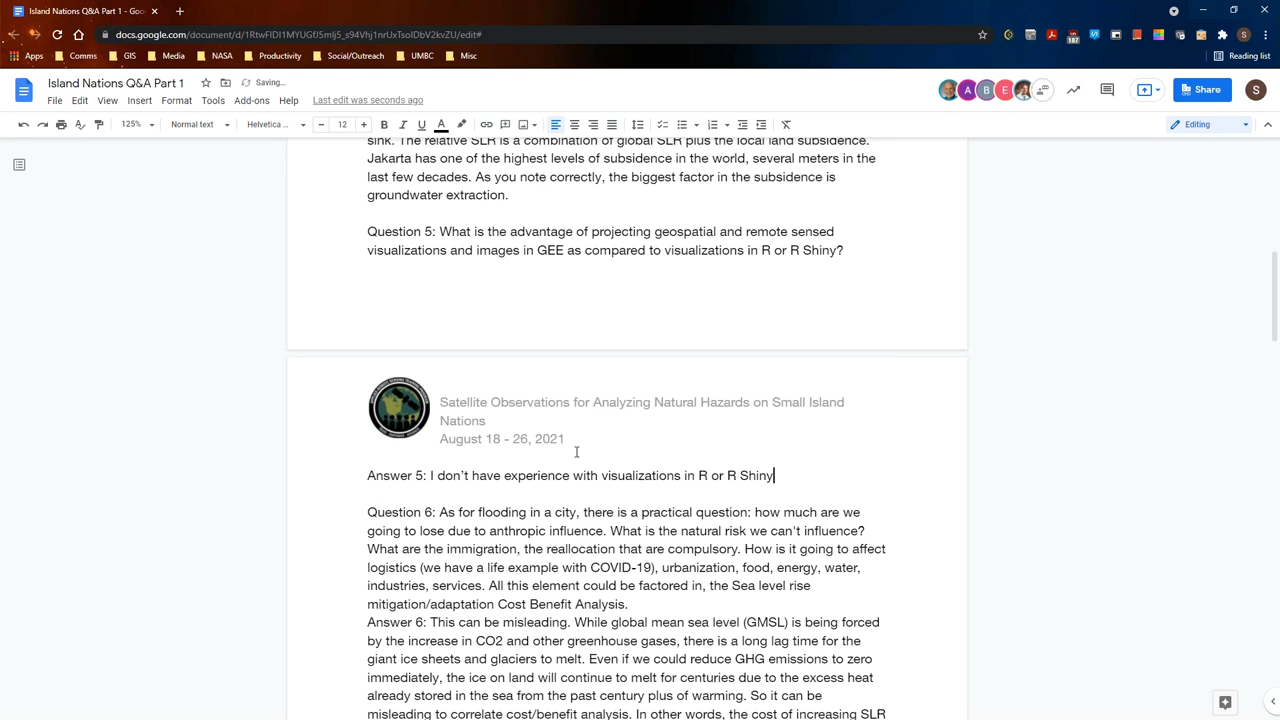 Island Nations Q&A Part 1 - Goo
Island Nations Q&A Part 1
Saving...
Share
S
File Edit View Insert Format Tools Add-ons Help Last edit was seconds ago
Apps Comms GIS Media NASA Productivity Social/Outreach UMBC Misc Reading list
125% Normal text Helvetica ... 12 B I U A Editing
sink. The relative SLR is a combination of global SLR plus the local land subsidence.
Jakarta has one of the highest levels of subsidence in the world, several meters in the
last few decades. As you note correctly, the biggest factor in the subsidence is
groundwater extraction.
Question 5: What is the advantage of projecting geospatial and remote sensed
visualizations and images in GEE as compared to visualizations in R or R Shiny?
Satellite Observations for Analyzing Natural Hazards on Small Island
Nations
August 18 - 26, 2021
Answer 5: I don’t have experience with visualizations in R or R Shiny
Question 6: As for flooding in a city, there is a practical question: how much are we
going to lose due to anthropic influence. What is the natural risk we can't influence?
What are the immigration, the reallocation that are compulsory. How is it going to affect
logistics (we have a life example with COVID-19), urbanization, food, energy, water,
industries, services. All this element could be factored in, the Sea level rise
mitigation/adaptation Cost Benefit Analysis.
Answer 6: This can be misleading. While global mean sea level (GMSL) is being forced
by the increase in CO2 and other greenhouse gases, there is a long lag time for the
giant ice sheets and glaciers to melt. Even if we could reduce GHG emissions to zero
immediately, the ice on land will continue to melt for centuries due to the excess heat
already stored in the sea from the past century plus of warming. So it can be
misleading to correlate cost/benefit analysis. In other words, the cost of increasing SLR